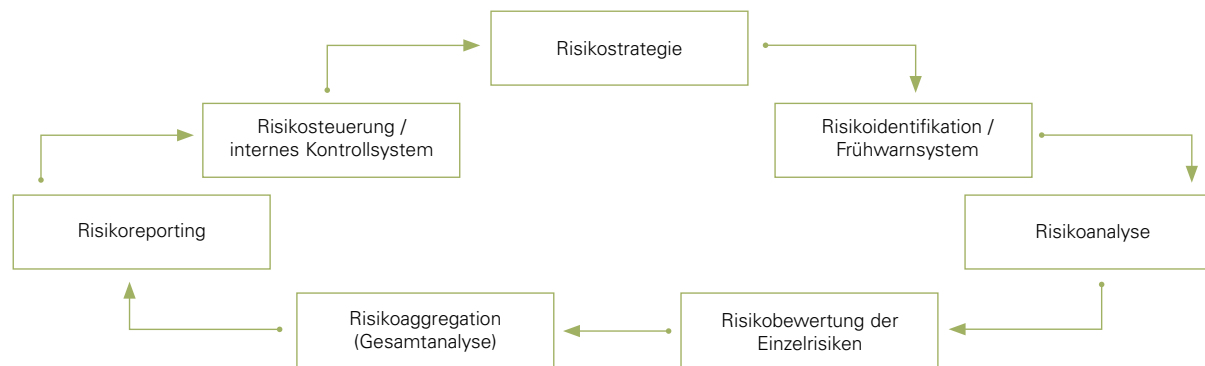 Risikostrategie
Risikosteuerung /
internes Kontrollsystem
Risikoidentifikation /
Frühwarnsystem
Risikoreporting
Risikoanalyse
Risikoaggregation
(Gesamtanalyse)
Risikobewertung der
Einzelrisiken